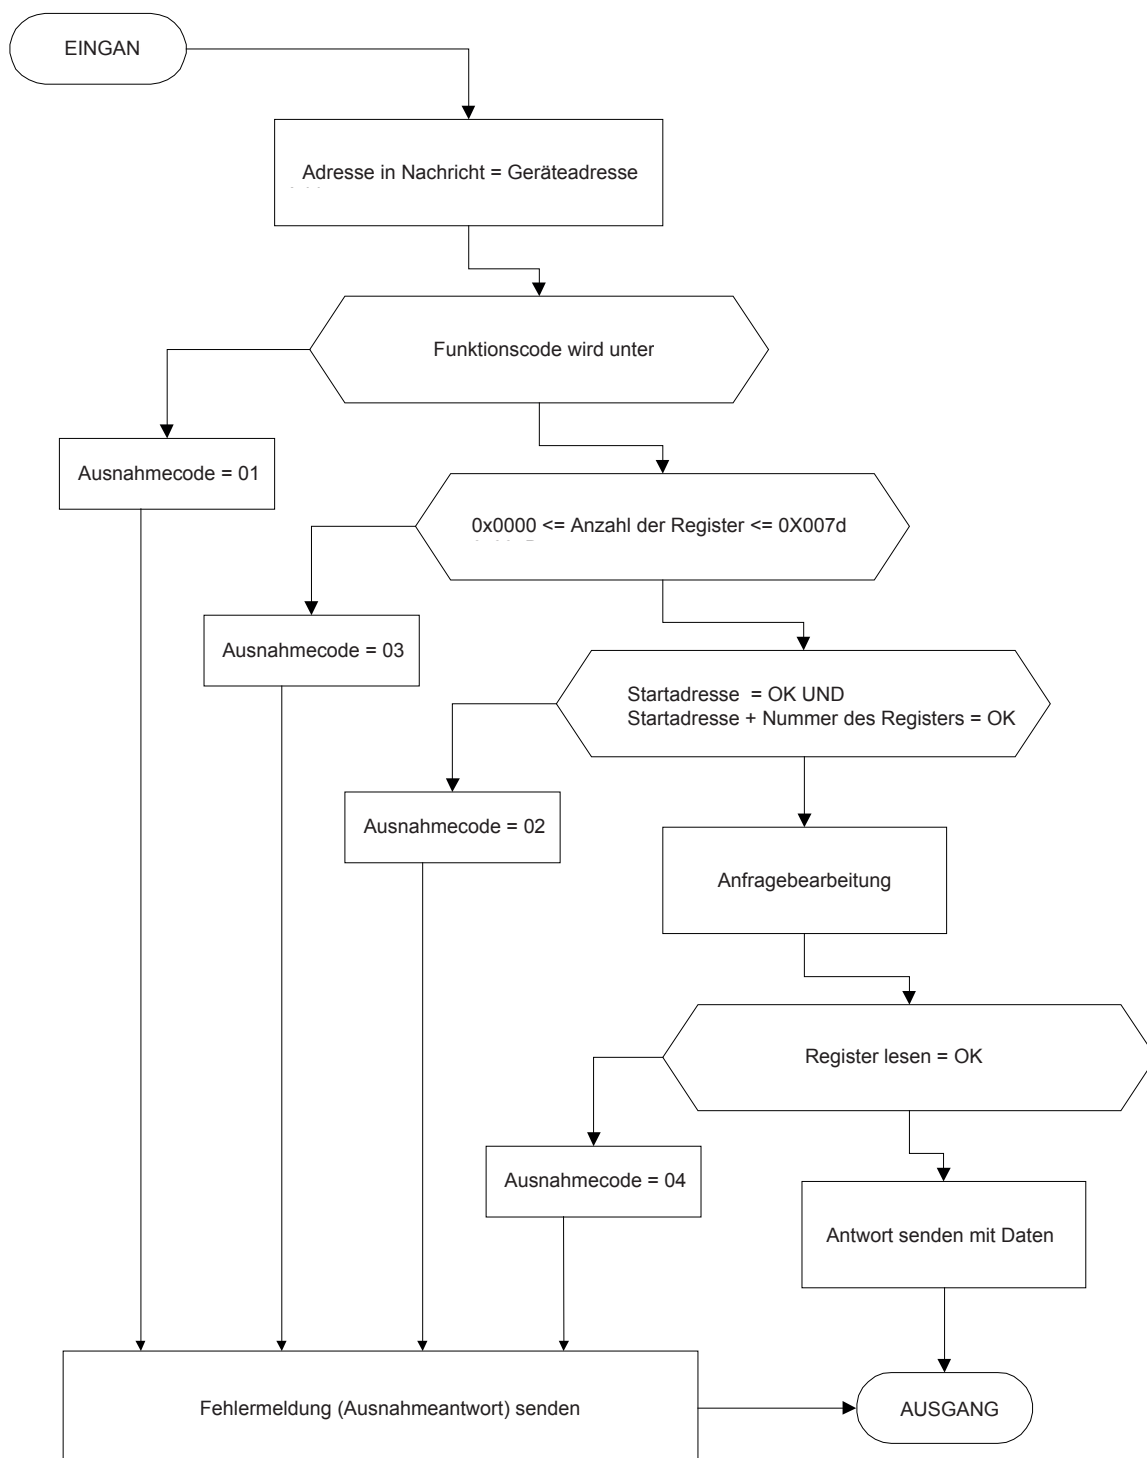 EINGAN
Adresse in Nachricht = Geräteadresse
Funktionscode wird unter
Ausnahmecode = 01
0x0000 <= Anzahl der Register <= 0X007d
Ausnahmecode = 03
Startadresse = OK UND
Startadresse + Nummer des Registers = OK
Ausnahmecode = 02
Anfragebearbeitung
Register lesen = OK
Ausnahmecode = 04
Antwort senden mit Daten
Fehlermeldung (Ausnahmeantwort) senden
AUSGANG